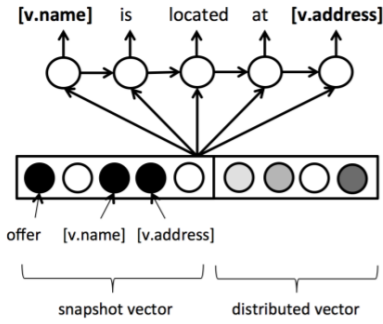 [v.name] is located at [v.address]
offer [v.name] [v.address]
snapshot vector distributed vector